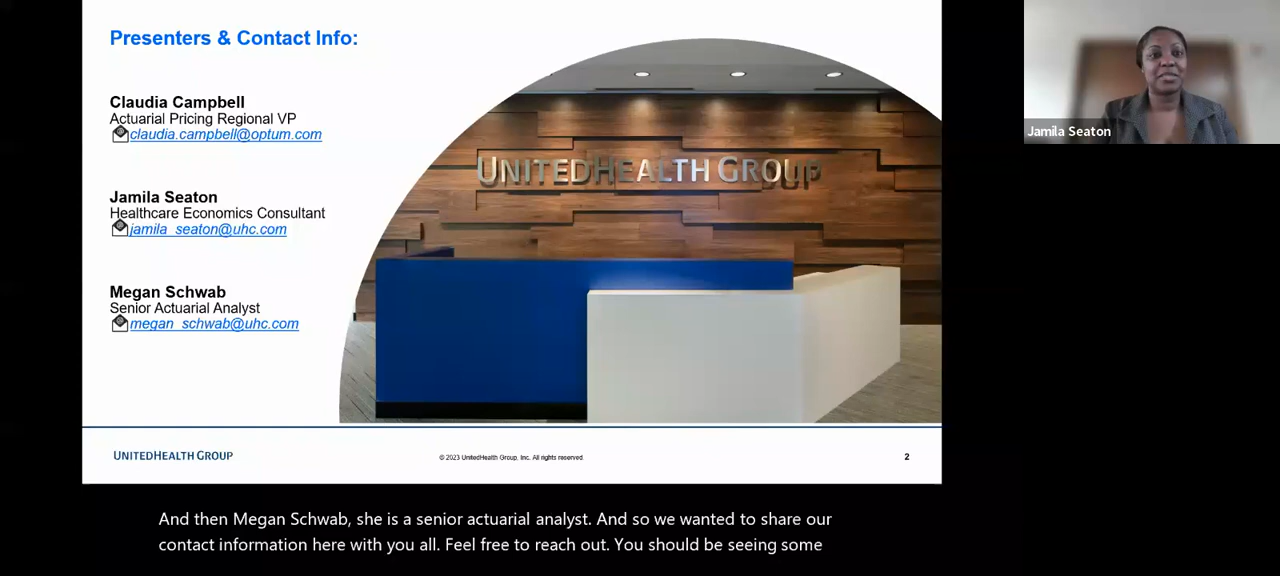 Presenters & Contact Info:
Claudia Campbell
Actuarial Pricing Regional VP
claudia.campbell@optum.com
Jamila Seaton
Healthcare Economics Consultant
jamila_seaton@uhc.com
Megan Schwab
Senior Actuarial Analyst
megan_schwab@uhc.com
UNITEDHEALTH GROUP
Jamila Seaton
UNITEDHEALTH GROUP
© 2023 UnitedHealth Group, Inc. All rights reserved.
2
And then Megan Schwab, she is a senior actuarial analyst. And so we wanted to share our
contact information here with you all. Feel free to reach out. You should be seeing some